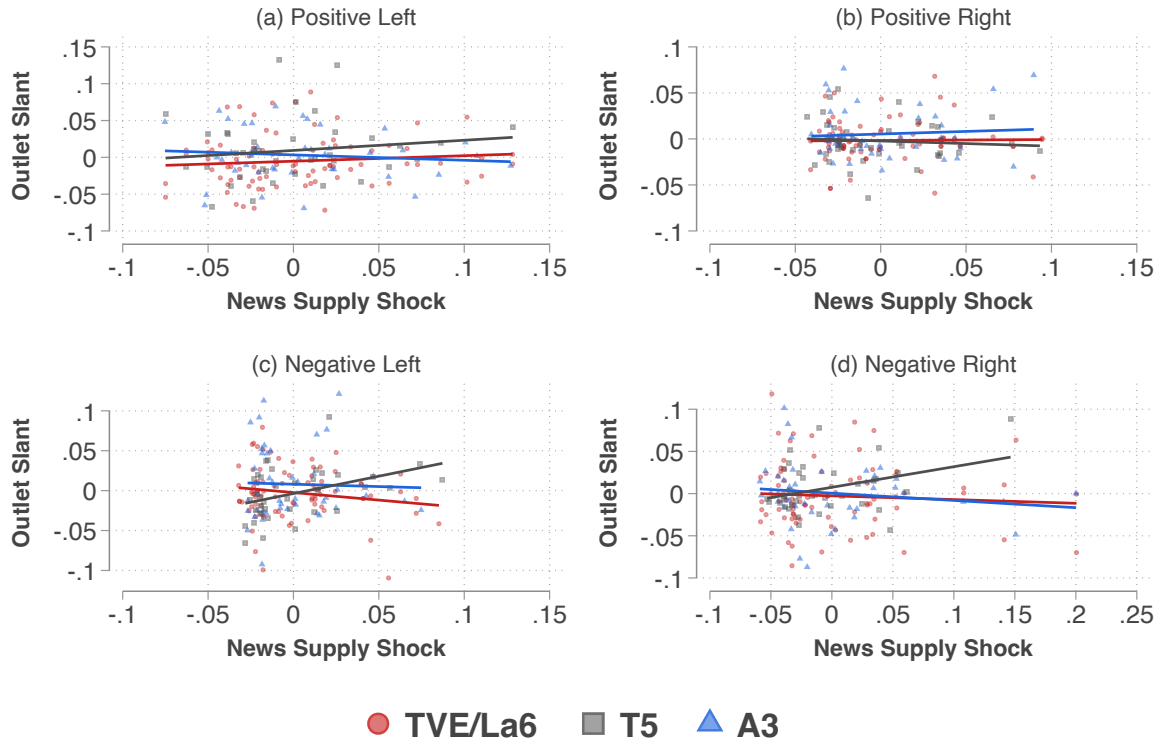 (a) Positive Left
(b) Positive Right
.15
.1
.05
0
-.05
-.1
Outlet Slant
-.1 -.05 0 .05 .1 .15
News Supply Shock
.1
.05
0
-.05
-.1
Outlet Slant
-.1 -.05 0 .05 .1 .15
News Supply Shock
(c) Negative Left
(d) Negative Right
.1
.05
0
-.05
-.1
Outlet Slant
-.1 -.05 0 .05 .1 .15
News Supply Shock
.1
.05
0
-.05
-.1
Outlet Slant
-.1 -.05 0 .05 .1 .15 .2 .25
News Supply Shock
TVE/La6 T5 A3